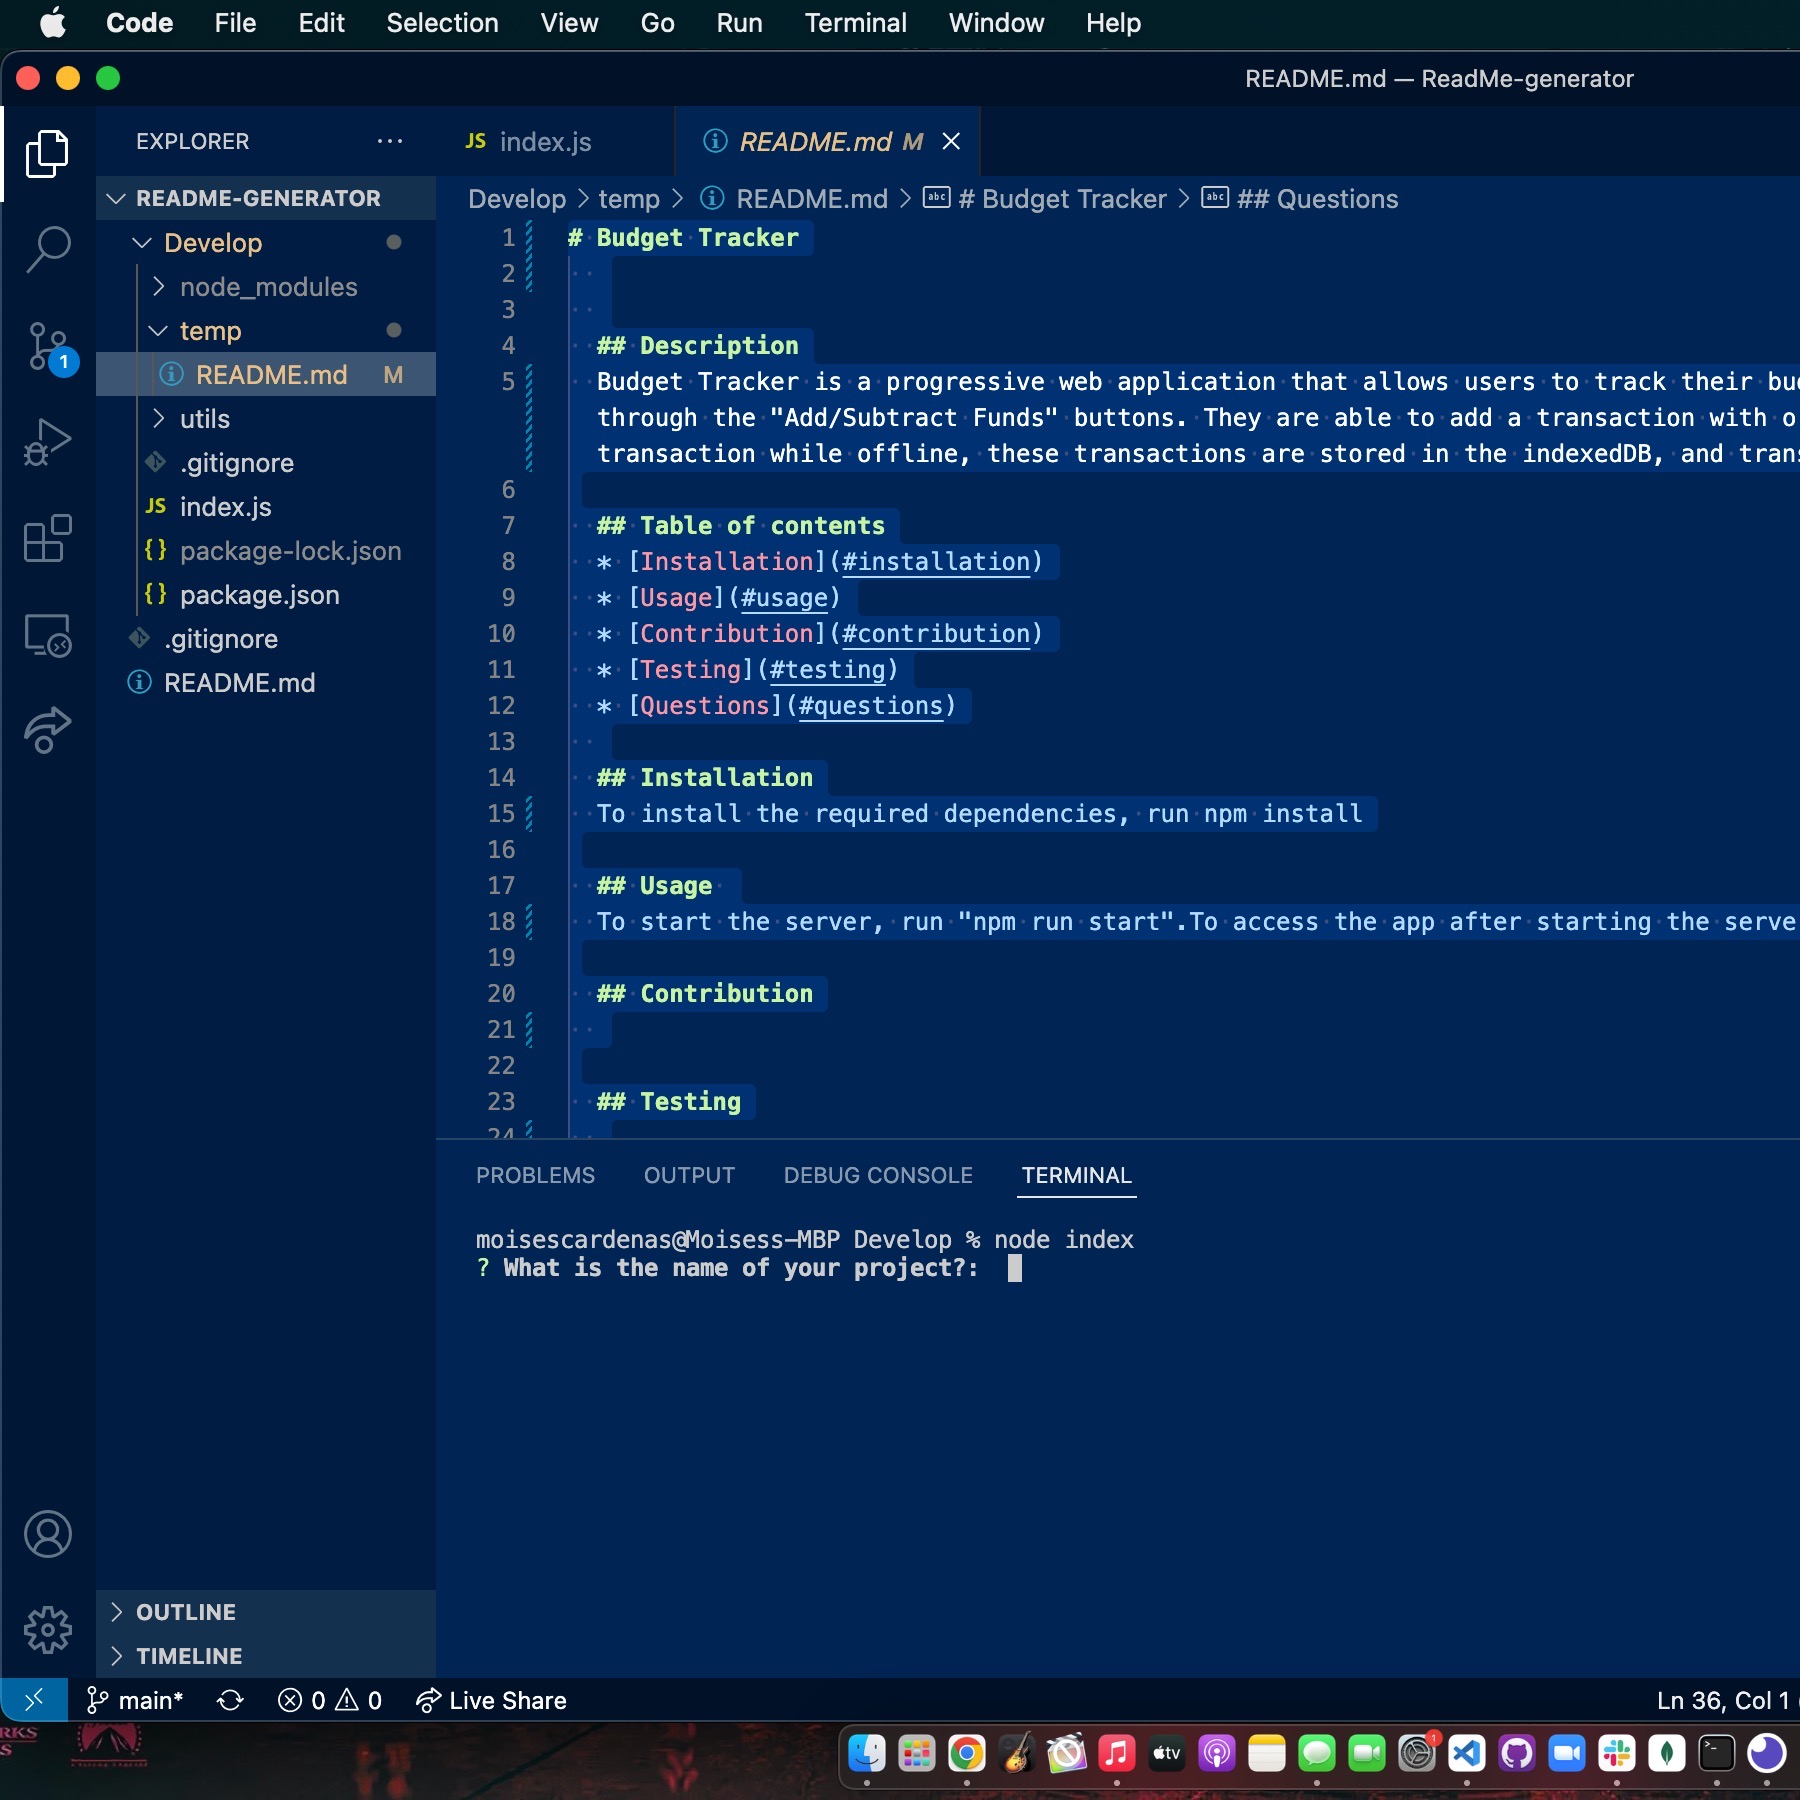 Code File Edit Selection View Go Run Terminal Window Help
README.md — ReadMe-generator
EXPLORER ···
JS index.js
README.md M
README-GENERATOR
Develop > temp > README.md > # Budget Tracker > ## Questions
Develop
node_modules
temp
README.md M
utils
.gitignore
JS index.js
{} package-lock.json
{} package.json
.gitignore
README.md
1
1 # Budget Tracker
2
3
4 ## Description
5 Budget Tracker is a progressive web application that allows users to track their
through the "Add/Subtract Funds" buttons. They are able to add a transaction with
transaction while offline, these transactions are stored in the indexedDB, and
6
7 ## Table of contents
8 * [Installation](#installation)
9 * [Usage](#usage)
10 * [Contribution](#contribution)
11 * [Testing](#testing)
12 * [Questions](#questions)
13
14 ## Installation
15 To install the required dependencies, run npm install
16
17 ## Usage
18 To start the server, run "npm run start".To access the app after starting the
19
20 ## Contribution
21
22
23 ## Testing
24
PROBLEMS OUTPUT DEBUG CONSOLE TERMINAL
moisescardenas@Moisess-MBP Develop % node index
? What is the name of your project?:
OUTLINE
TIMELINE
main* 0 0 Live Share
Ln 36, Col 1
tv
1